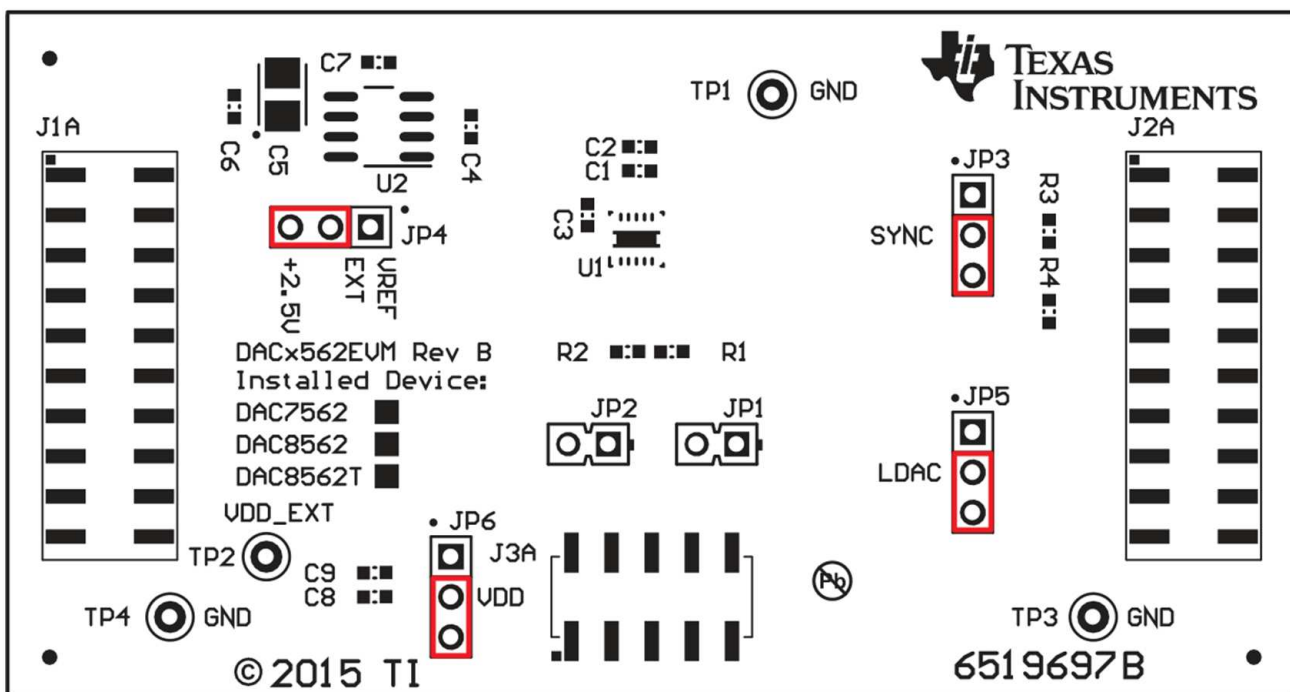 C7
TP1
GND
TEXAS
INSTRUMENTS
J1A
C6
C5
C4
U2
C2
C1
C3
U1
J2A
JP3
SYNC
R3
R4
JP4
+2.5V
EXT
VREF
DACx562EVM Rev B
Installed Device:
DAC7562
DAC8562
DAC8562T
R2
R1
JP2
JP1
JP5
LDAC
VDD_EXT
TP2
JP6
J3A
VDD
C9
C8
TP4
GND
Pb
TP3
GND
© 2015 TI
6519697B